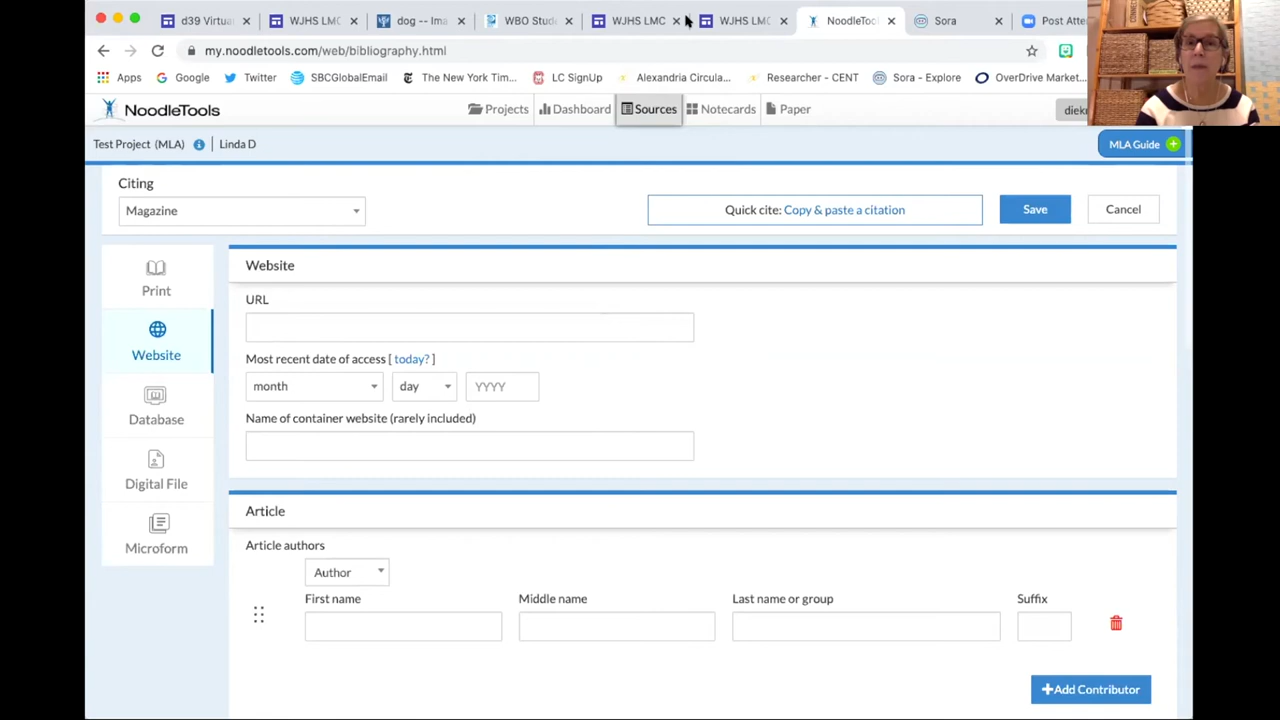 d39 Virtua
WJHS LMC
dog -- Ima
WBO Stud
WJHS LMC
WJHS LMC
NoodleTools
Sora
Post Atte
my.noodletools.com/web/bibliography.html
Apps
Google
Twitter
SBCGlobalEmail
The New York Tim...
LC SignUp
Alexandria Circula...
Researcher - CENT
Sora - Explore
OverDrive Market...
NoodleTools
Projects
Dashboard
Sources
Notecards
Paper
dieke
Test Project (MLA)
Linda D
MLA Guide
Citing
Magazine
Quick cite: Copy & paste a citation
Save
Cancel
Print
Website
Database
Digital File
Microform
Website
URL
Most recent date of access [ today? ]
month
day
YYYY
Name of container website (rarely included)
Article
Article authors
Author
First name
Middle name
Last name or group
Suffix
+Add Contributor